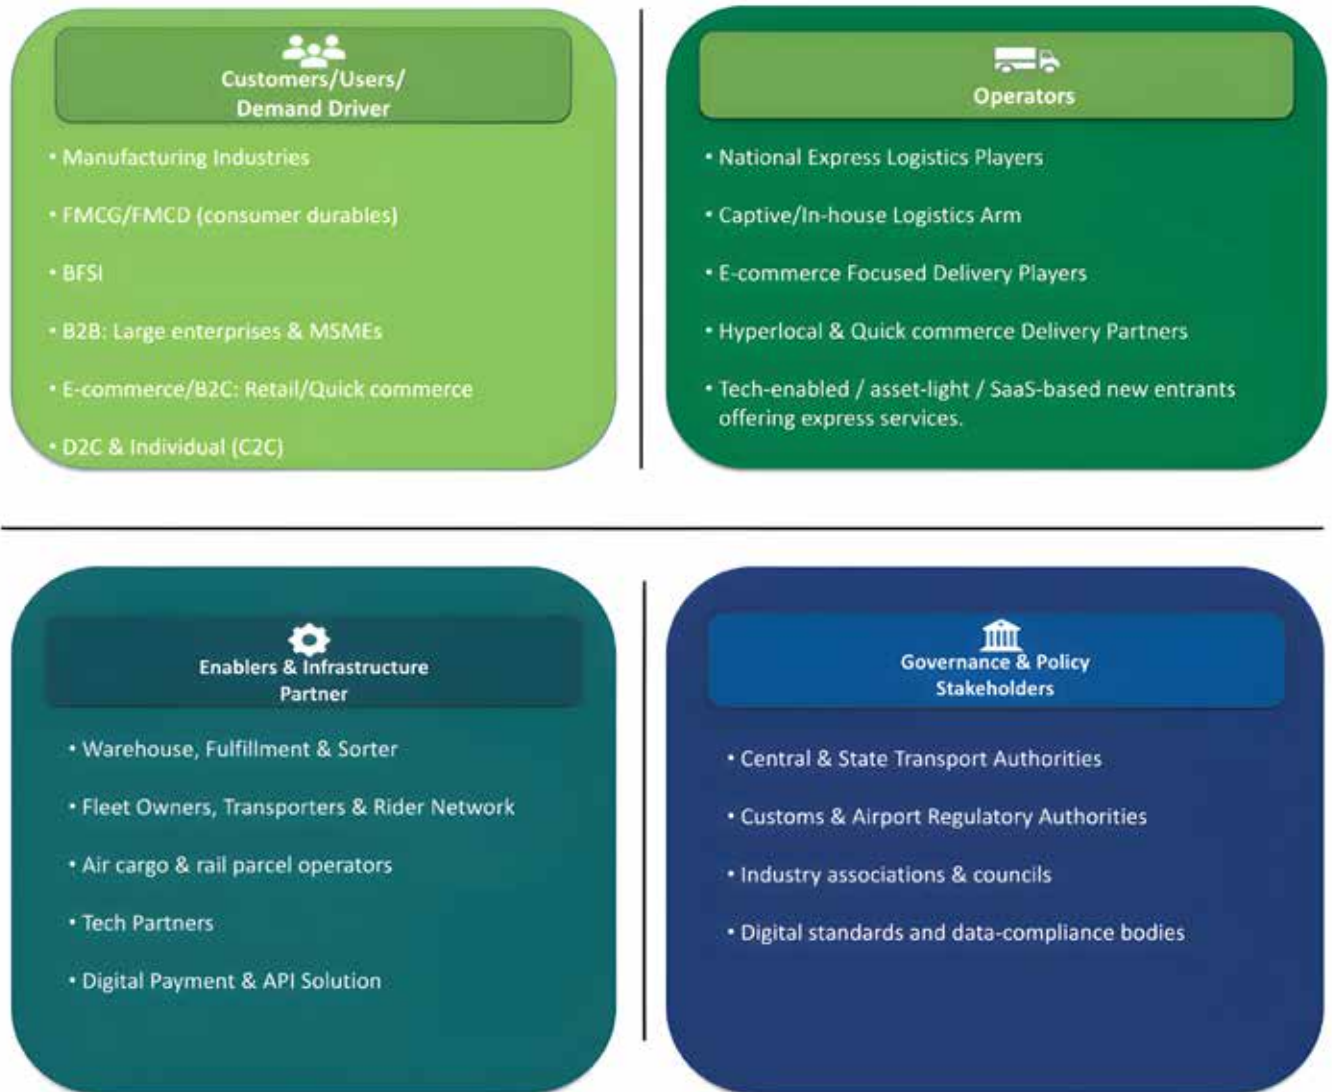 Customers/Users/
Demand Driver
• Manufacturing Industries
• FMCG/FMCD (consumer durables)
• BFSI
• B2B: Large enterprises & MSMEs
• E-commerce/B2C: Retail/Quick commerce
• D2C & Individual (C2C)
Operators
• National Express Logistics Players
• Captive/In-house Logistics Arm
• E-commerce Focused Delivery Players
• Hyperlocal & Quick commerce Delivery Partners
• Tech-enabled / asset-light / SaaS-based new entrants
offering express services.
Enablers & Infrastructure
Partner
• Warehouse, Fulfillment & Sorter
• Fleet Owners, Transporters & Rider Network
• Air cargo & rail parcel operators
• Tech Partners
• Digital Payment & API Solution
Governance & Policy
Stakeholders
• Central & State Transport Authorities
• Customs & Airport Regulatory Authorities
• Industry associations & councils
• Digital standards and data-compliance bodies